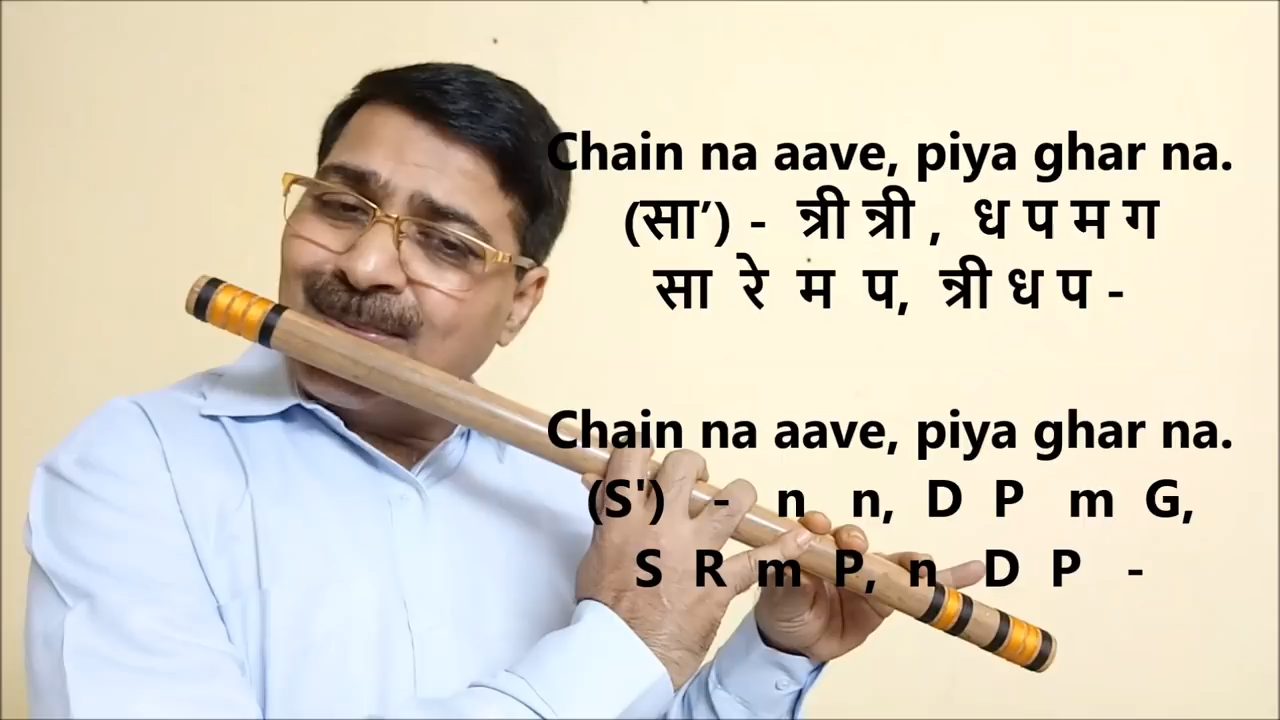 Chain na aave, piya ghar na.
(सा’) - न्री न्री , ध प म ग
सा रे म प, न्री ध प -
Chain na aave, piya ghar na.
(S') - n n, D P m G,
S R m P, n D P -